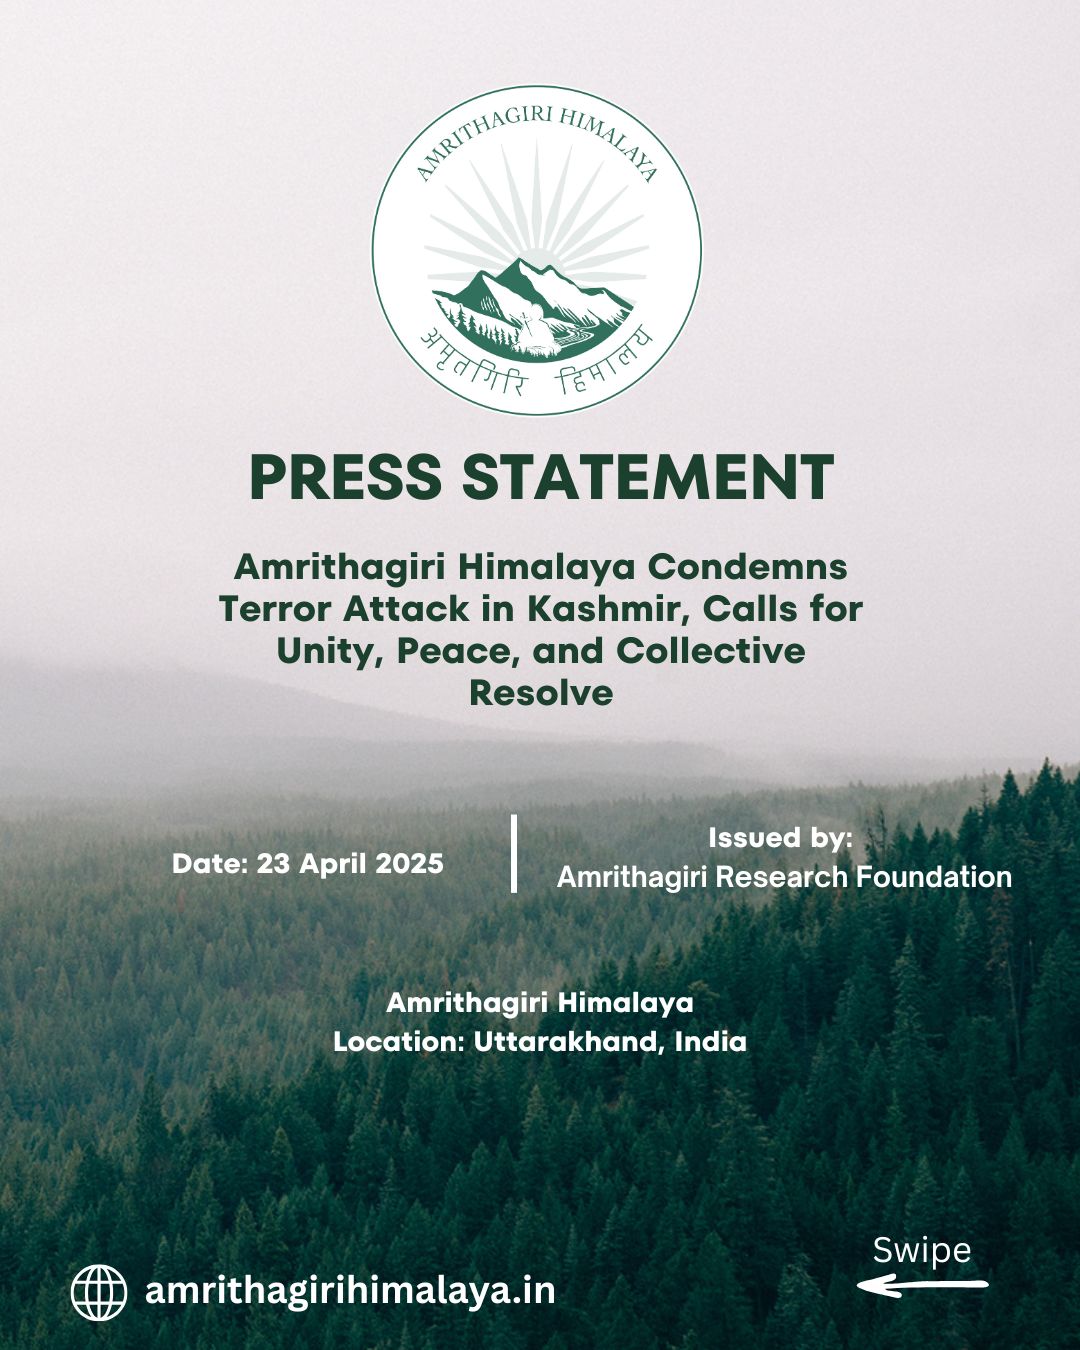 AMRITHAGIRI HIMALAYA
अमृतगिरि हिमालय
PRESS STATEMENT
Amrithagiri Himalaya Condemns
Terror Attack in Kashmir, Calls for
Unity, Peace, and Collective
Resolve
Date: 23 April 2025
Issued by:
Amrithagiri Research Foundation
Amrithagiri Himalaya
Location: Uttarakhand, India
Swipe
amrithagirihimalaya.in